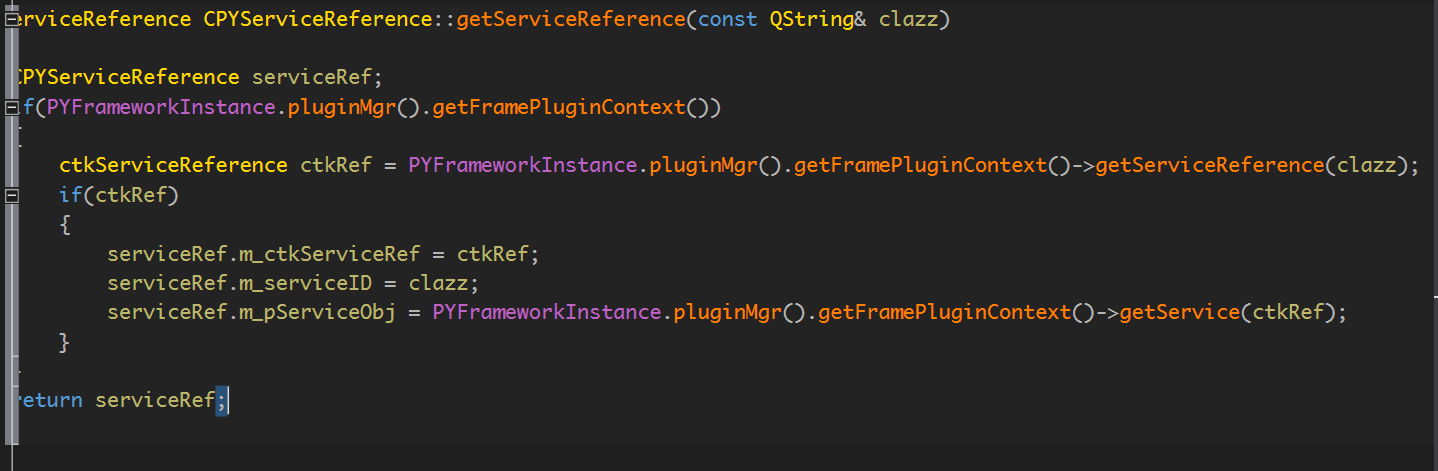 erviceReference CPYServiceReference::getServiceReference(const QString& clazz)
CPYServiceReference serviceRef;
if(PYFrameworkInstance.pluginMgr().getFramePluginContext())
{
ctkServiceReference ctkRef = PYFrameworkInstance.pluginMgr().getFramePluginContext()->getServiceReference(clazz);
if(ctkRef)
{
serviceRef.m_ctkServiceRef = ctkRef;
serviceRef.m_serviceID = clazz;
serviceRef.m_pServiceObj = PYFrameworkInstance.pluginMgr().getFramePluginContext()->getService(ctkRef);
}
}
return serviceRef;